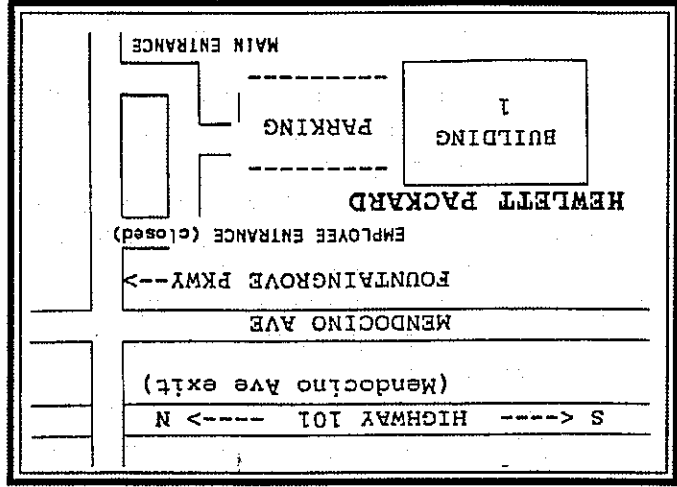 S <---- HIGHWAY 101 ----> N
(Mendocino Ave exit)
MENDOCINO AVE
FOUNTAINGROVE PKWY-->
EMPLOYEE ENTRANCE (closed)
HEWLETT PACKARD
BUILDING
1
PARKING
MAIN ENTRANCE